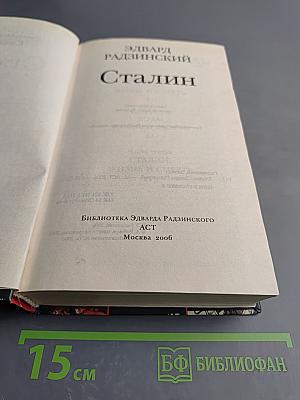 ЭДВАРД
РАДЗИНСКИЙ
Сталин
БИБЛИОТЕКА ЭДВАРДА РАДЗИНСКОГО
АСТ
МОСКВА 2006
15 см
БФ БИБЛИОФАН